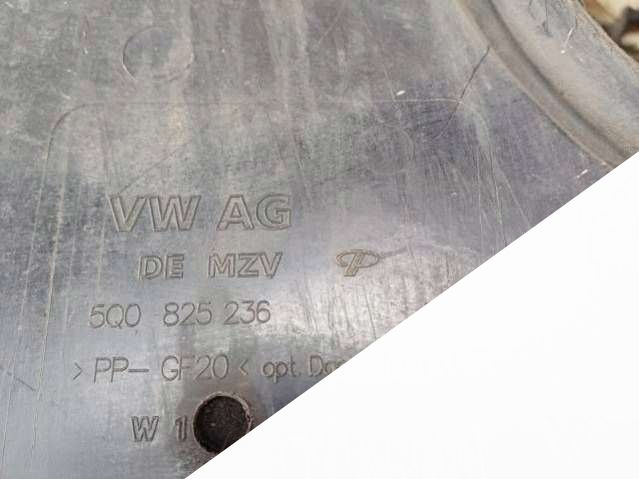 VW AG
DE MZV
5Q0 825 236
>PP-GF20< opt.
W 1